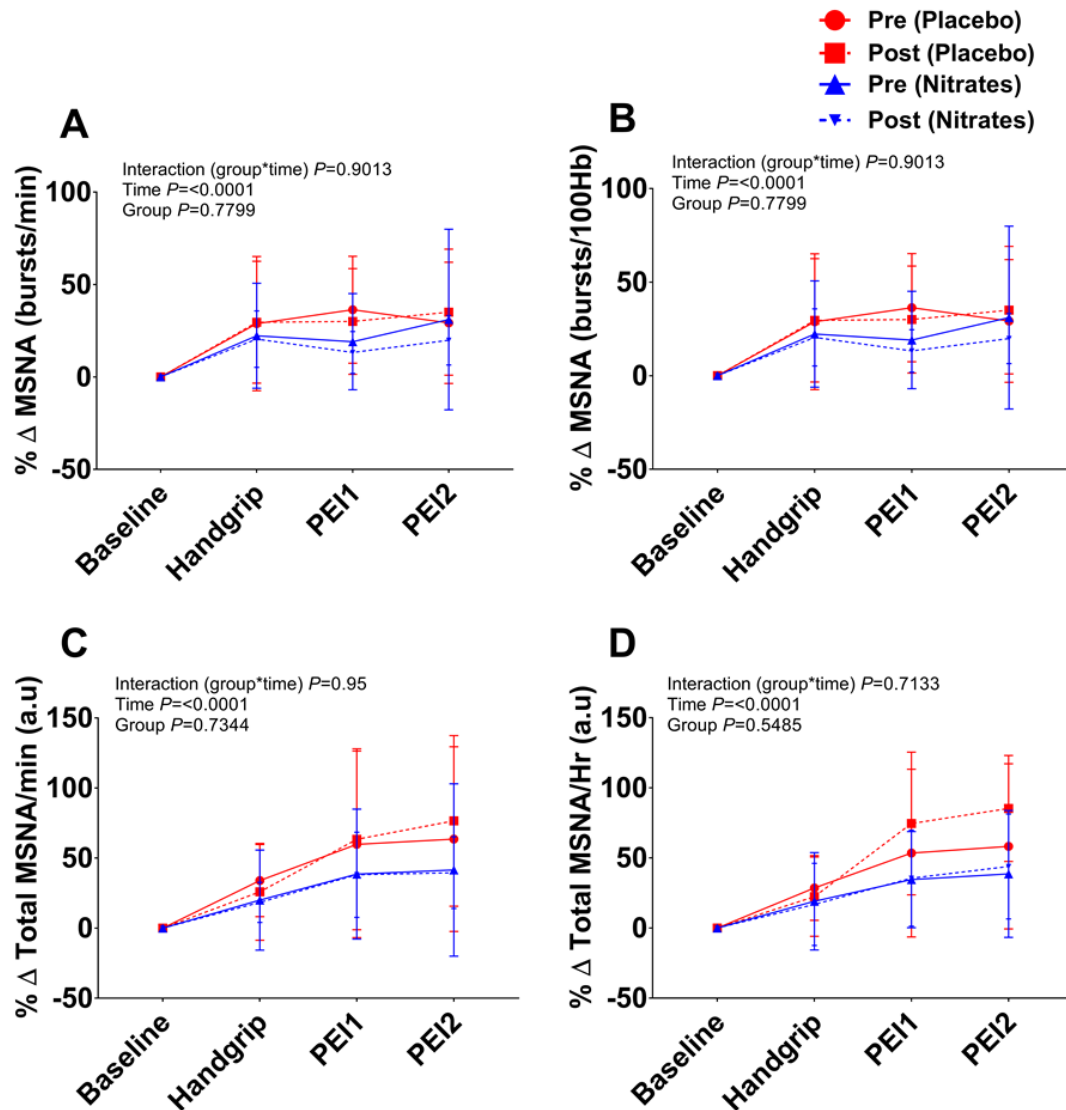 Pre (Placebo)
Post (Placebo)
Pre (Nitrates)
Post (Nitrates)
A
Interaction (group*time) P=0.9013
Time P=<0.0001
Group P=0.7799
% Δ MSNA (bursts/min)
100
50
0
-50
Baseline
Handgrip
PEI1
PEI2
B
Interaction (group*time) P=0.9013
Time P=<0.0001
Group P=0.7799
% Δ MSNA (bursts/100Hb)
100
50
0
-50
Baseline
Handgrip
PEI1
PEI2
C
Interaction (group*time) P=0.95
Time P=<0.0001
Group P=0.7344
% Δ Total MSNA/min (a.u)
150
100
50
0
-50
Baseline
Handgrip
PEI1
PEI2
D
Interaction (group*time) P=0.7133
Time P=<0.0001
Group P=0.5485
% Δ Total MSNA/Hr (a.u)
150
100
50
0
-50
Baseline
Handgrip
PEI1
PEI2